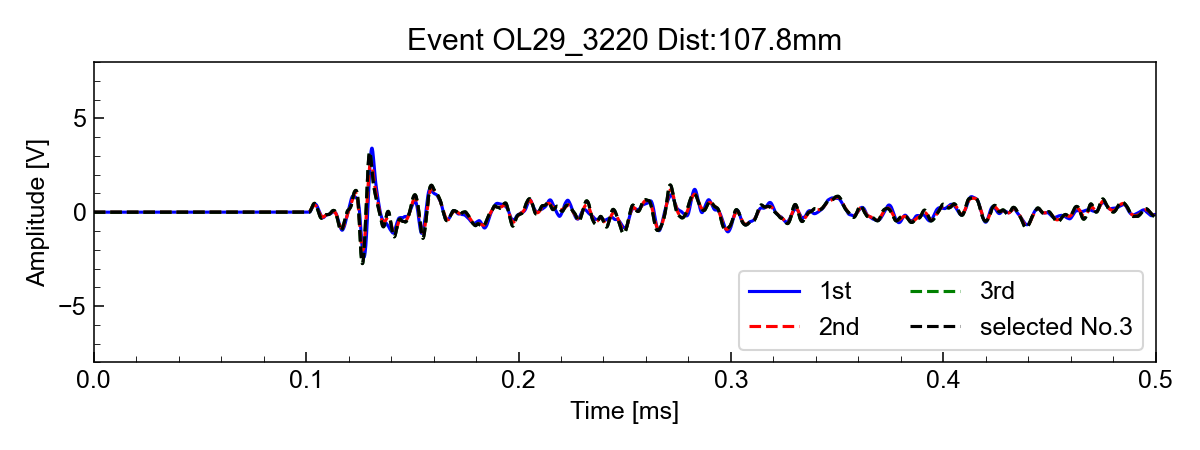 Event OL29_3220 Dist:107.8mm
Amplitude [V]
5
0
−5
1st
2nd
3rd
selected No.3
0.0 0.1 0.2 0.3 0.4 0.5
Time [ms]